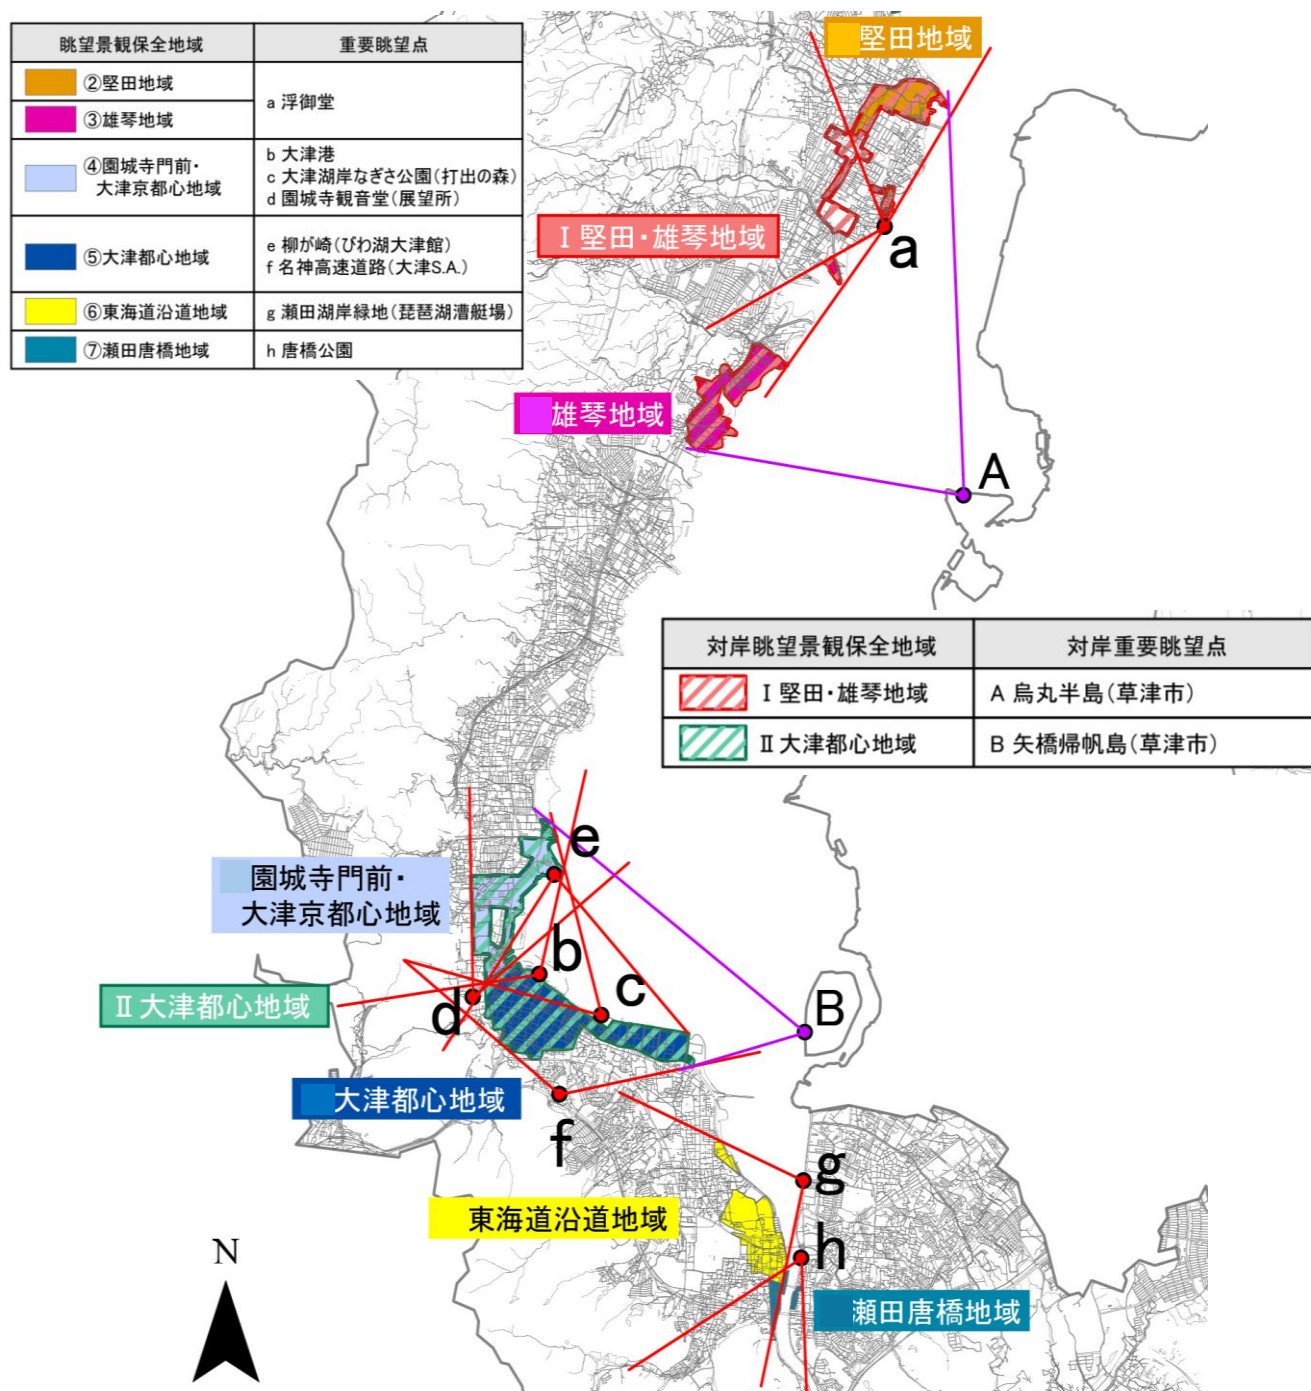 眺望景観保全地域 重要眺望点
②堅田地域
③雄琴地域
a 浮御堂
④園城寺門前・
大津京都心地域
b 大津港
c 大津湖岸なぎさ公園(打出の森)
d 園城寺観音堂(展望所)
⑤大津都心地域
e 柳が崎(びわ湖大津館)
f 名神高速道路(大津S.A.)
⑥東海道沿道地域
g 瀬田湖岸緑地(琵琶湖漕艇場)
⑦瀬田唐橋地域
h 唐橋公園
堅田地域
Ⅰ 堅田・雄琴地域
a
雄琴地域
A
対岸眺望景観保全地域 対岸重要眺望点
Ⅰ 堅田・雄琴地域 A 烏丸半島(草津市)
Ⅱ 大津都心地域 B 矢橋帰帆島(草津市)
e
園城寺門前・
大津京都心地域
b
c
d
B
Ⅱ 大津都心地域
大津都心地域
f
g
東海道沿道地域
h
N
瀬田唐橋地域